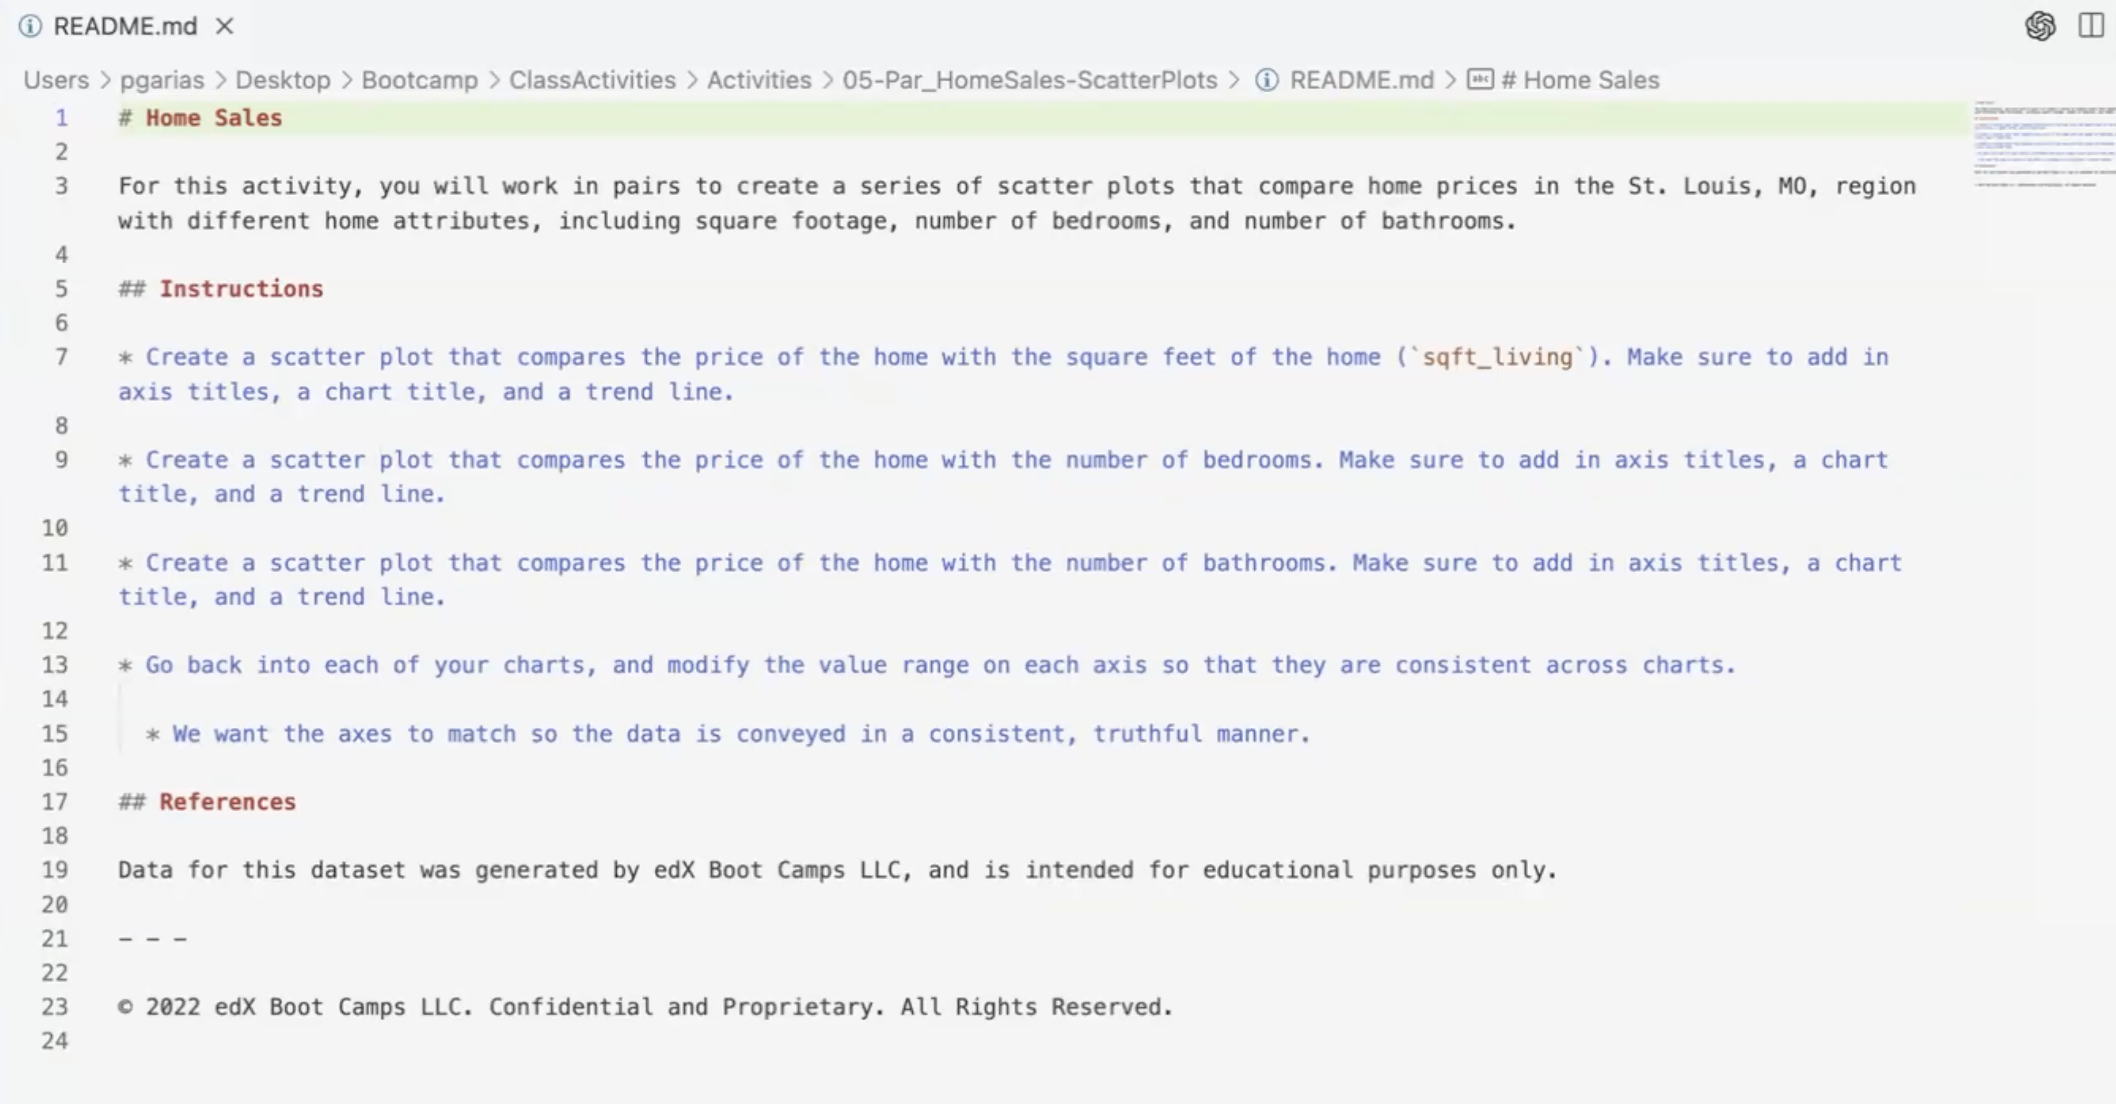 README.md
Users > pgarias > Desktop > Bootcamp > ClassActivities > Activities > 05-Par_HomeSales-ScatterPlots > README.md > abc # Home Sales
1 # Home Sales
2
3 For this activity, you will work in pairs to create a series of scatter plots that compare home prices in the St. Louis, MO, region
with different home attributes, including square footage, number of bedrooms, and number of bathrooms.
4
5 ## Instructions
6
7 * Create a scatter plot that compares the price of the home with the square feet of the home (`sqft_living`). Make sure to add in
axis titles, a chart title, and a trend line.
8
9 * Create a scatter plot that compares the price of the home with the number of bedrooms. Make sure to add in axis titles, a chart
title, and a trend line.
10
11 * Create a scatter plot that compares the price of the home with the number of bathrooms. Make sure to add in axis titles, a chart
title, and a trend line.
12
13 * Go back into each of your charts, and modify the value range on each axis so that they are consistent across charts.
14
15 * We want the axes to match so the data is conveyed in a consistent, truthful manner.
16
17 ## References
18
19 Data for this dataset was generated by edX Boot Camps LLC, and is intended for educational purposes only.
20
21 - - -
22
23 © 2022 edX Boot Camps LLC. Confidential and Proprietary. All Rights Reserved.
24